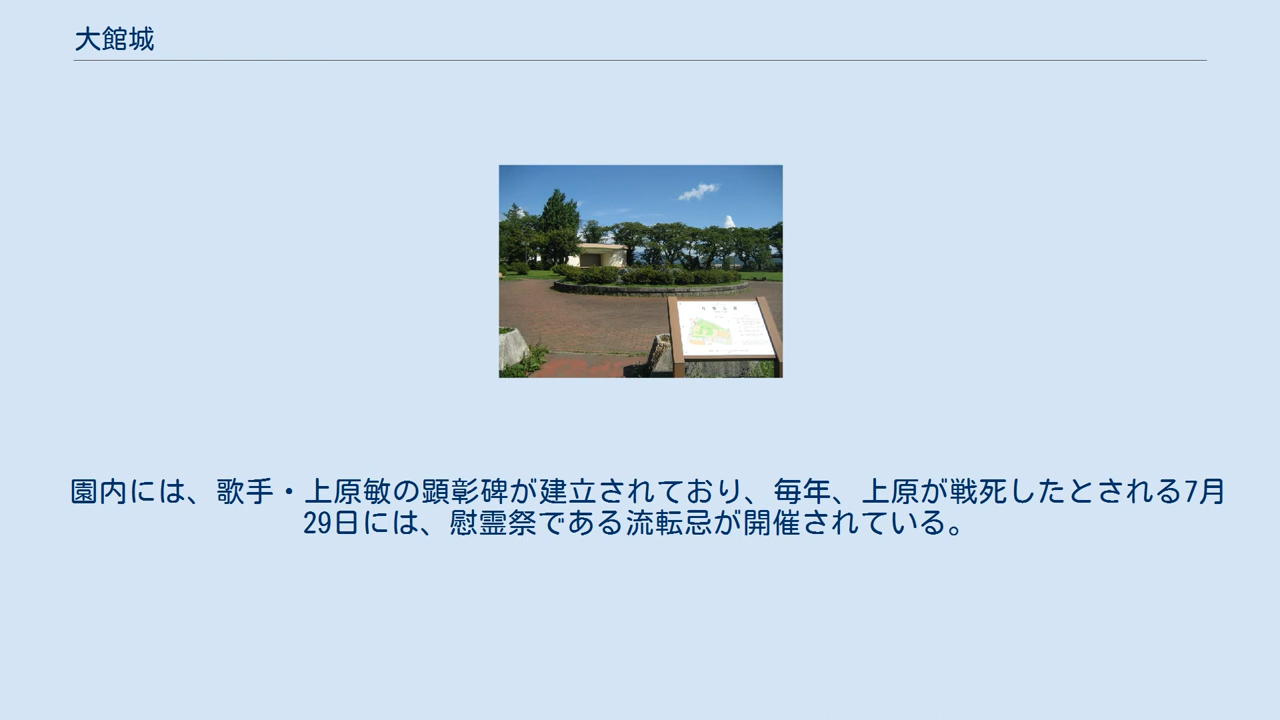 大館城
園内には、歌手・上原敏の顕彰碑が建立されており、毎年、上原が戦死したとされる7月
29日には、慰霊祭である流転忌が開催されている。